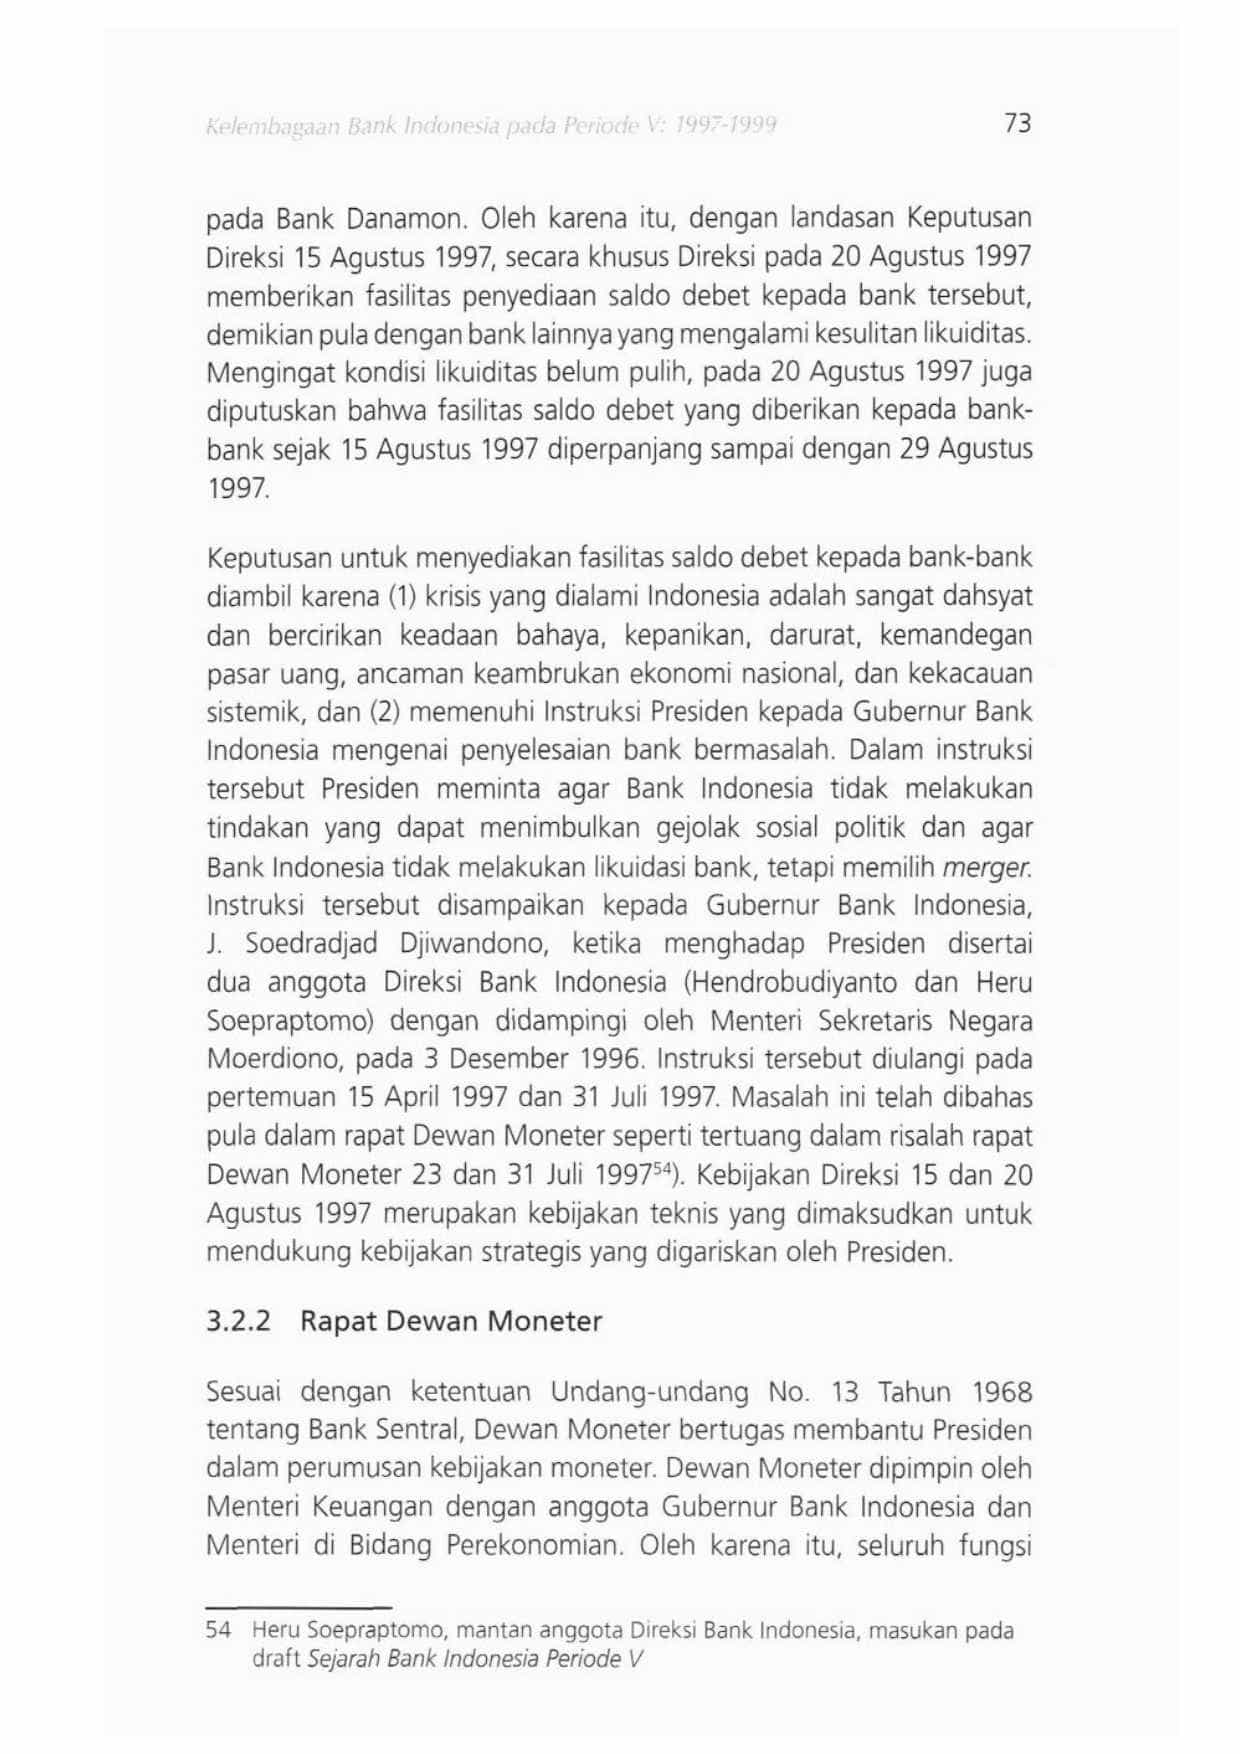 Kelembagaan Bank Indonesia pada Periode V: 1997-1999 73
pada Bank Danamon. Oleh karena itu, dengan landasan Keputusan
Direksi 15 Agustus 1997, secara khusus Direksi pada 20 Agustus 1997
memberikan fasilitas penyediaan saldo debet kepada bank tersebut,
demikian pula dengan bank lainnya yang mengalami kesulitan likuiditas.
Mengingat kondisi likuiditas belum pulih, pada 20 Agustus 1997 juga
diputuskan bahwa fasilitas saldo debet yang diberikan kepada bank-
bank sejak 15 Agustus 1997 diperpanjang sampai dengan 29 Agustus
1997.
Keputusan untuk menyediakan fasilitas saldo debet kepada bank-bank
diambil karena (1) krisis yang dialami Indonesia adalah sangat dahsyat
dan bercirikan keadaan bahaya, kepanikan, darurat, kemandegan
pasar uang, ancaman keambrukan ekonomi nasional, dan kekacauan
sistemik, dan (2) memenuhi Instruksi Presiden kepada Gubernur Bank
Indonesia mengenai penyelesaian bank bermasalah. Dalam instruksi
tersebut Presiden meminta agar Bank Indonesia tidak melakukan
tindakan yang dapat menimbulkan gejolak sosial politik dan agar
Bank Indonesia tidak melakukan likuidasi bank, tetapi memilih merger.
Instruksi tersebut disampaikan kepada Gubernur Bank Indonesia,
J. Soedradjad Djiwandono, ketika menghadap Presiden disertai
dua anggota Direksi Bank Indonesia (Hendrobudiyanto dan Heru
Soepraptomo) dengan didampingi oleh Menteri Sekretaris Negara
Moerdiono, pada 3 Desember 1996. Instruksi tersebut diulangi pada
pertemuan 15 April 1997 dan 31 Juli 1997. Masalah ini telah dibahas
pula dalam rapat Dewan Moneter seperti tertuang dalam risalah rapat
Dewan Moneter 23 dan 31 Juli 1997⁵⁴). Kebijakan Direksi 15 dan 20
Agustus 1997 merupakan kebijakan teknis yang dimaksudkan untuk
mendukung kebijakan strategis yang digariskan oleh Presiden.
3.2.2 Rapat Dewan Moneter
Sesuai dengan ketentuan Undang-undang No. 13 Tahun 1968
tentang Bank Sentral, Dewan Moneter bertugas membantu Presiden
dalam perumusan kebijakan moneter. Dewan Moneter dipimpin oleh
Menteri Keuangan dengan anggota Gubernur Bank Indonesia dan
Menteri di Bidang Perekonomian. Oleh karena itu, seluruh fungsi
54 Heru Soepraptomo, mantan anggota Direksi Bank Indonesia, masukan pada
draft Sejarah Bank Indonesia Periode V